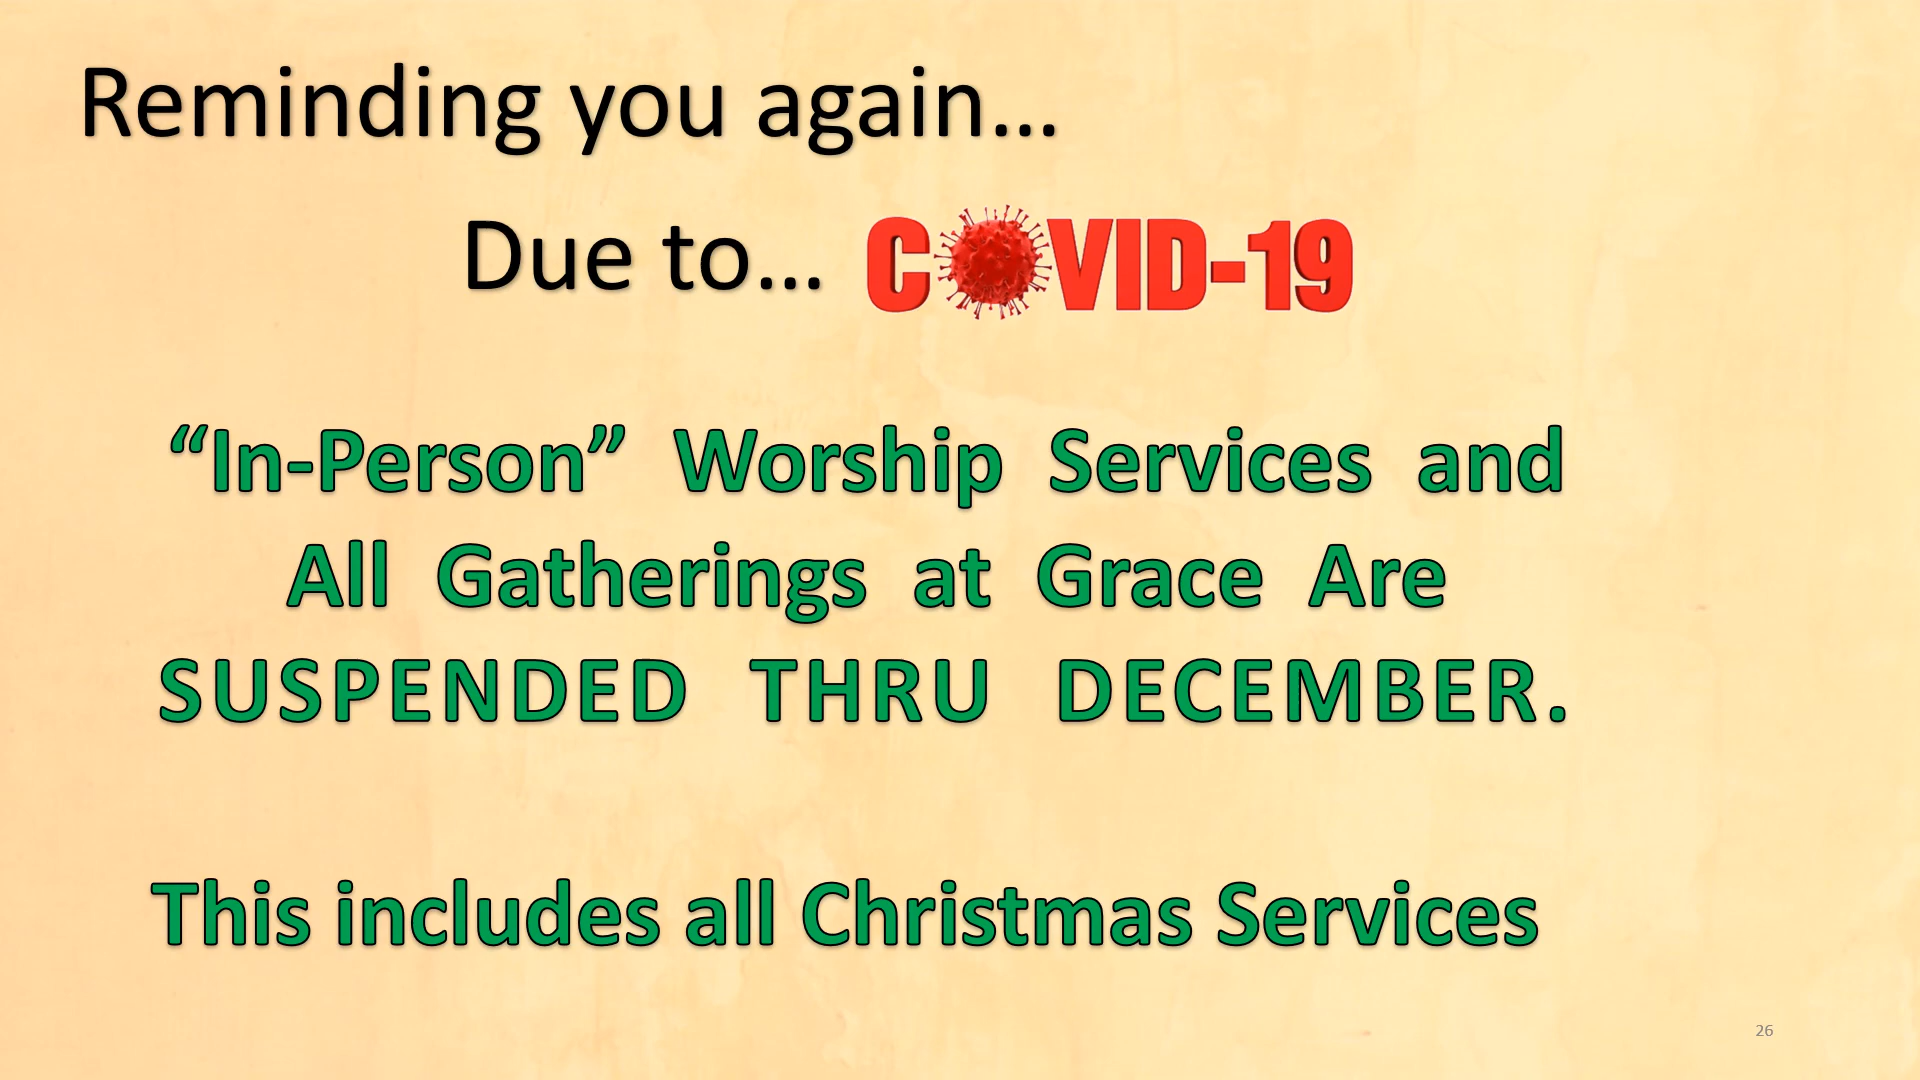 Reminding you again…
Due to… COVID-19
“In-Person” Worship Services and
All Gatherings at Grace Are
SUSPENDED THRU DECEMBER.
This includes all Christmas Services
26